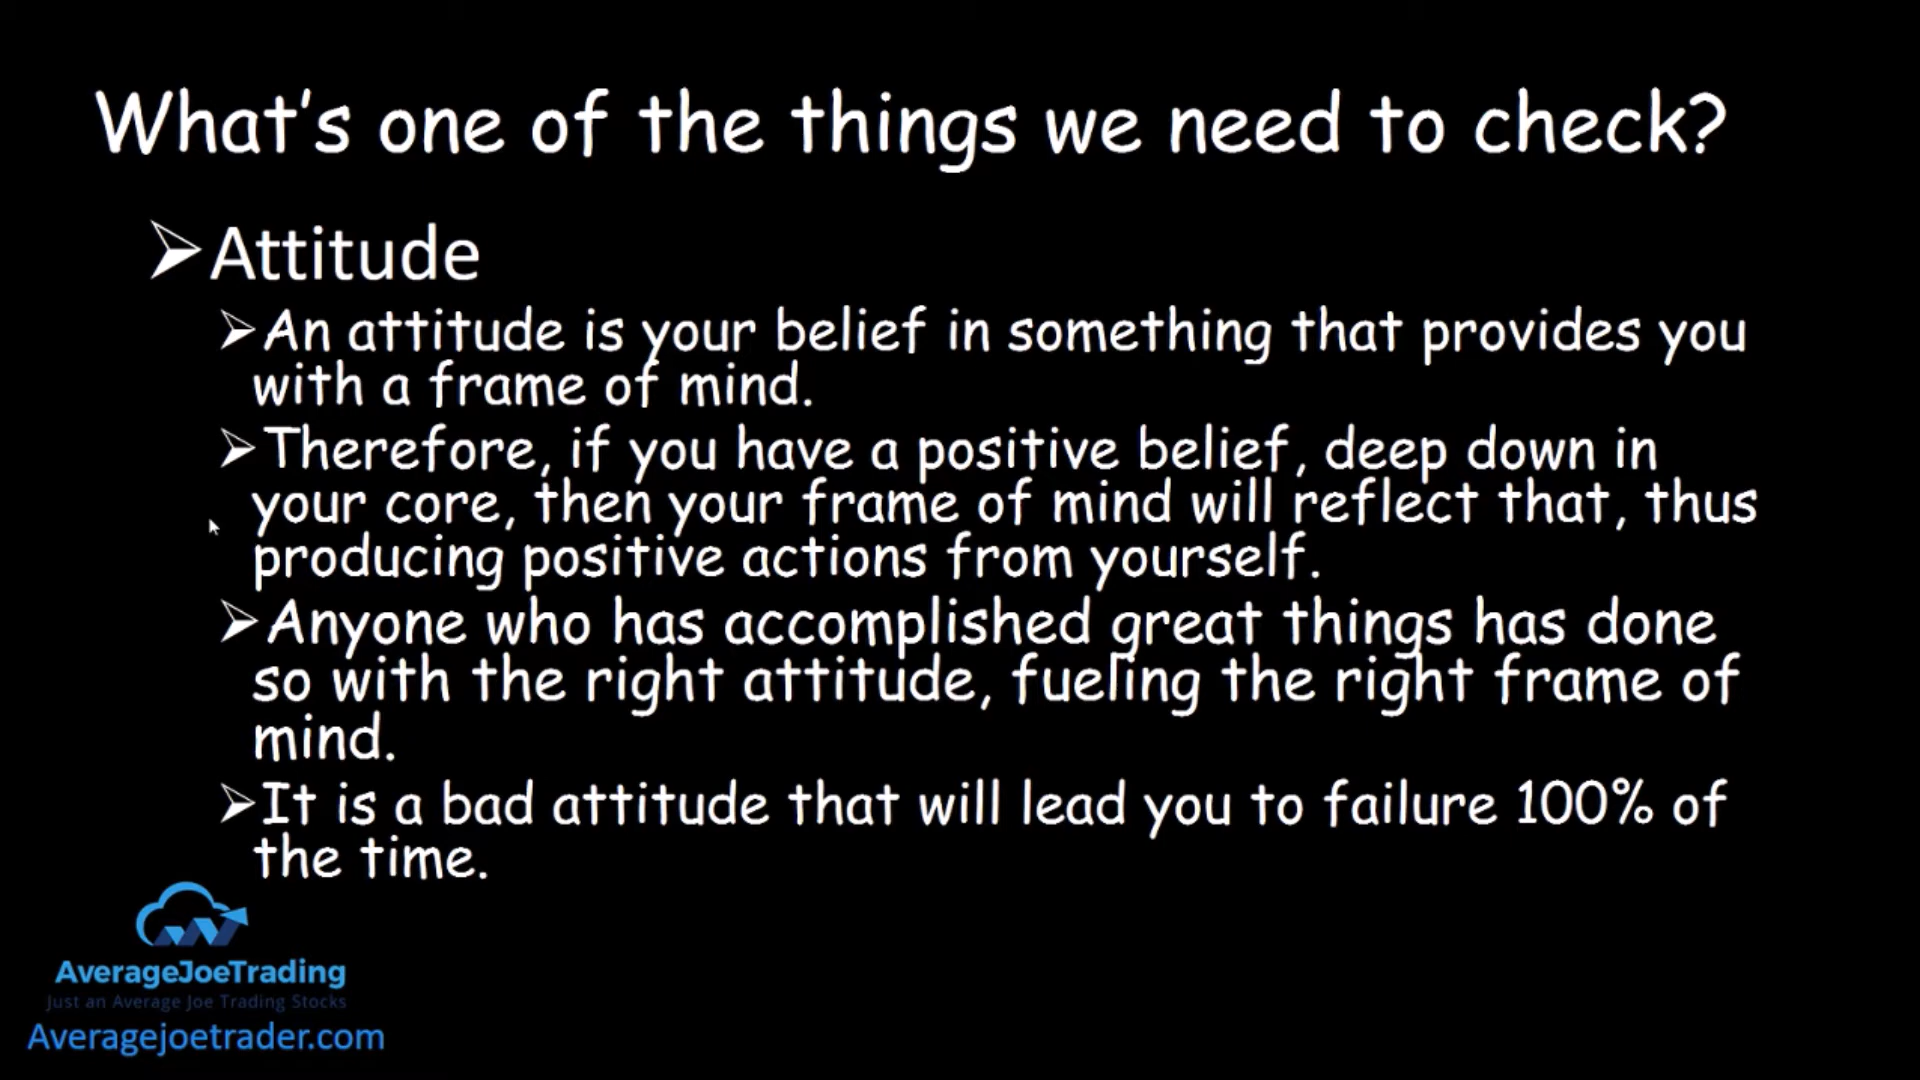 What's one of the things we need to check?
➢Attitude
➢An attitude is your belief in something that provides you
with a frame of mind.
➢Therefore, if you have a positive belief, deep down in
your core, then your frame of mind will reflect that, thus
producing positive actions from yourself.
➢Anyone who has accomplished great things has done
so with the right attitude, fueling the right frame of
mind.
➢It is a bad attitude that will lead you to failure 100% of
the time.
AverageJoeTrading
Just an Average Joe Trading Stocks
Averagejoetrader.com